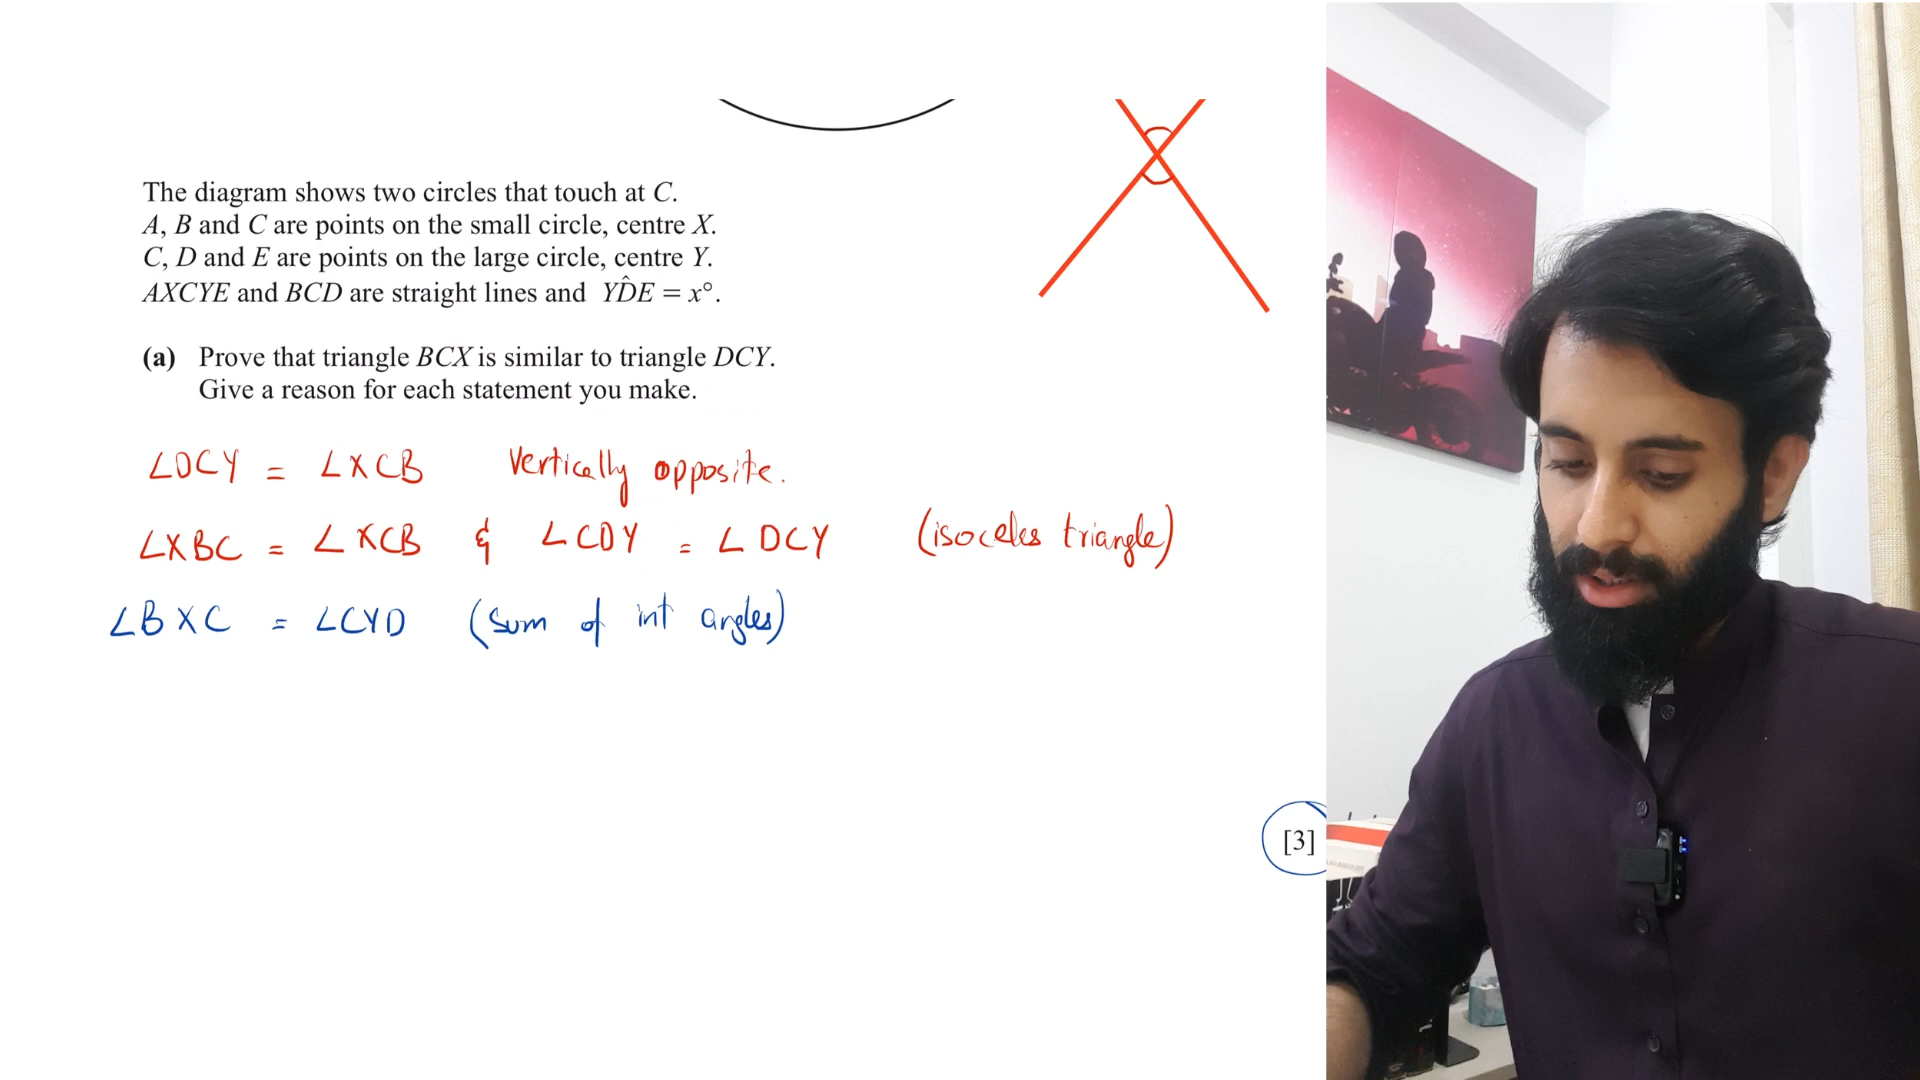 The diagram shows two circles that touch at C.
A, B and C are points on the small circle, centre X.
C, D and E are points on the large circle, centre Y.
AXCYE and BCD are straight lines and YD̂E = x°.
(a) Prove that triangle BCX is similar to triangle DCY.
Give a reason for each statement you make.
∠DCY = ∠XCB Vertically opposite.
∠XBC = ∠XCB & ∠CDY = ∠DCY (isoceles triangle)
∠BXC = ∠CYD (Sum of int angles)
[3]